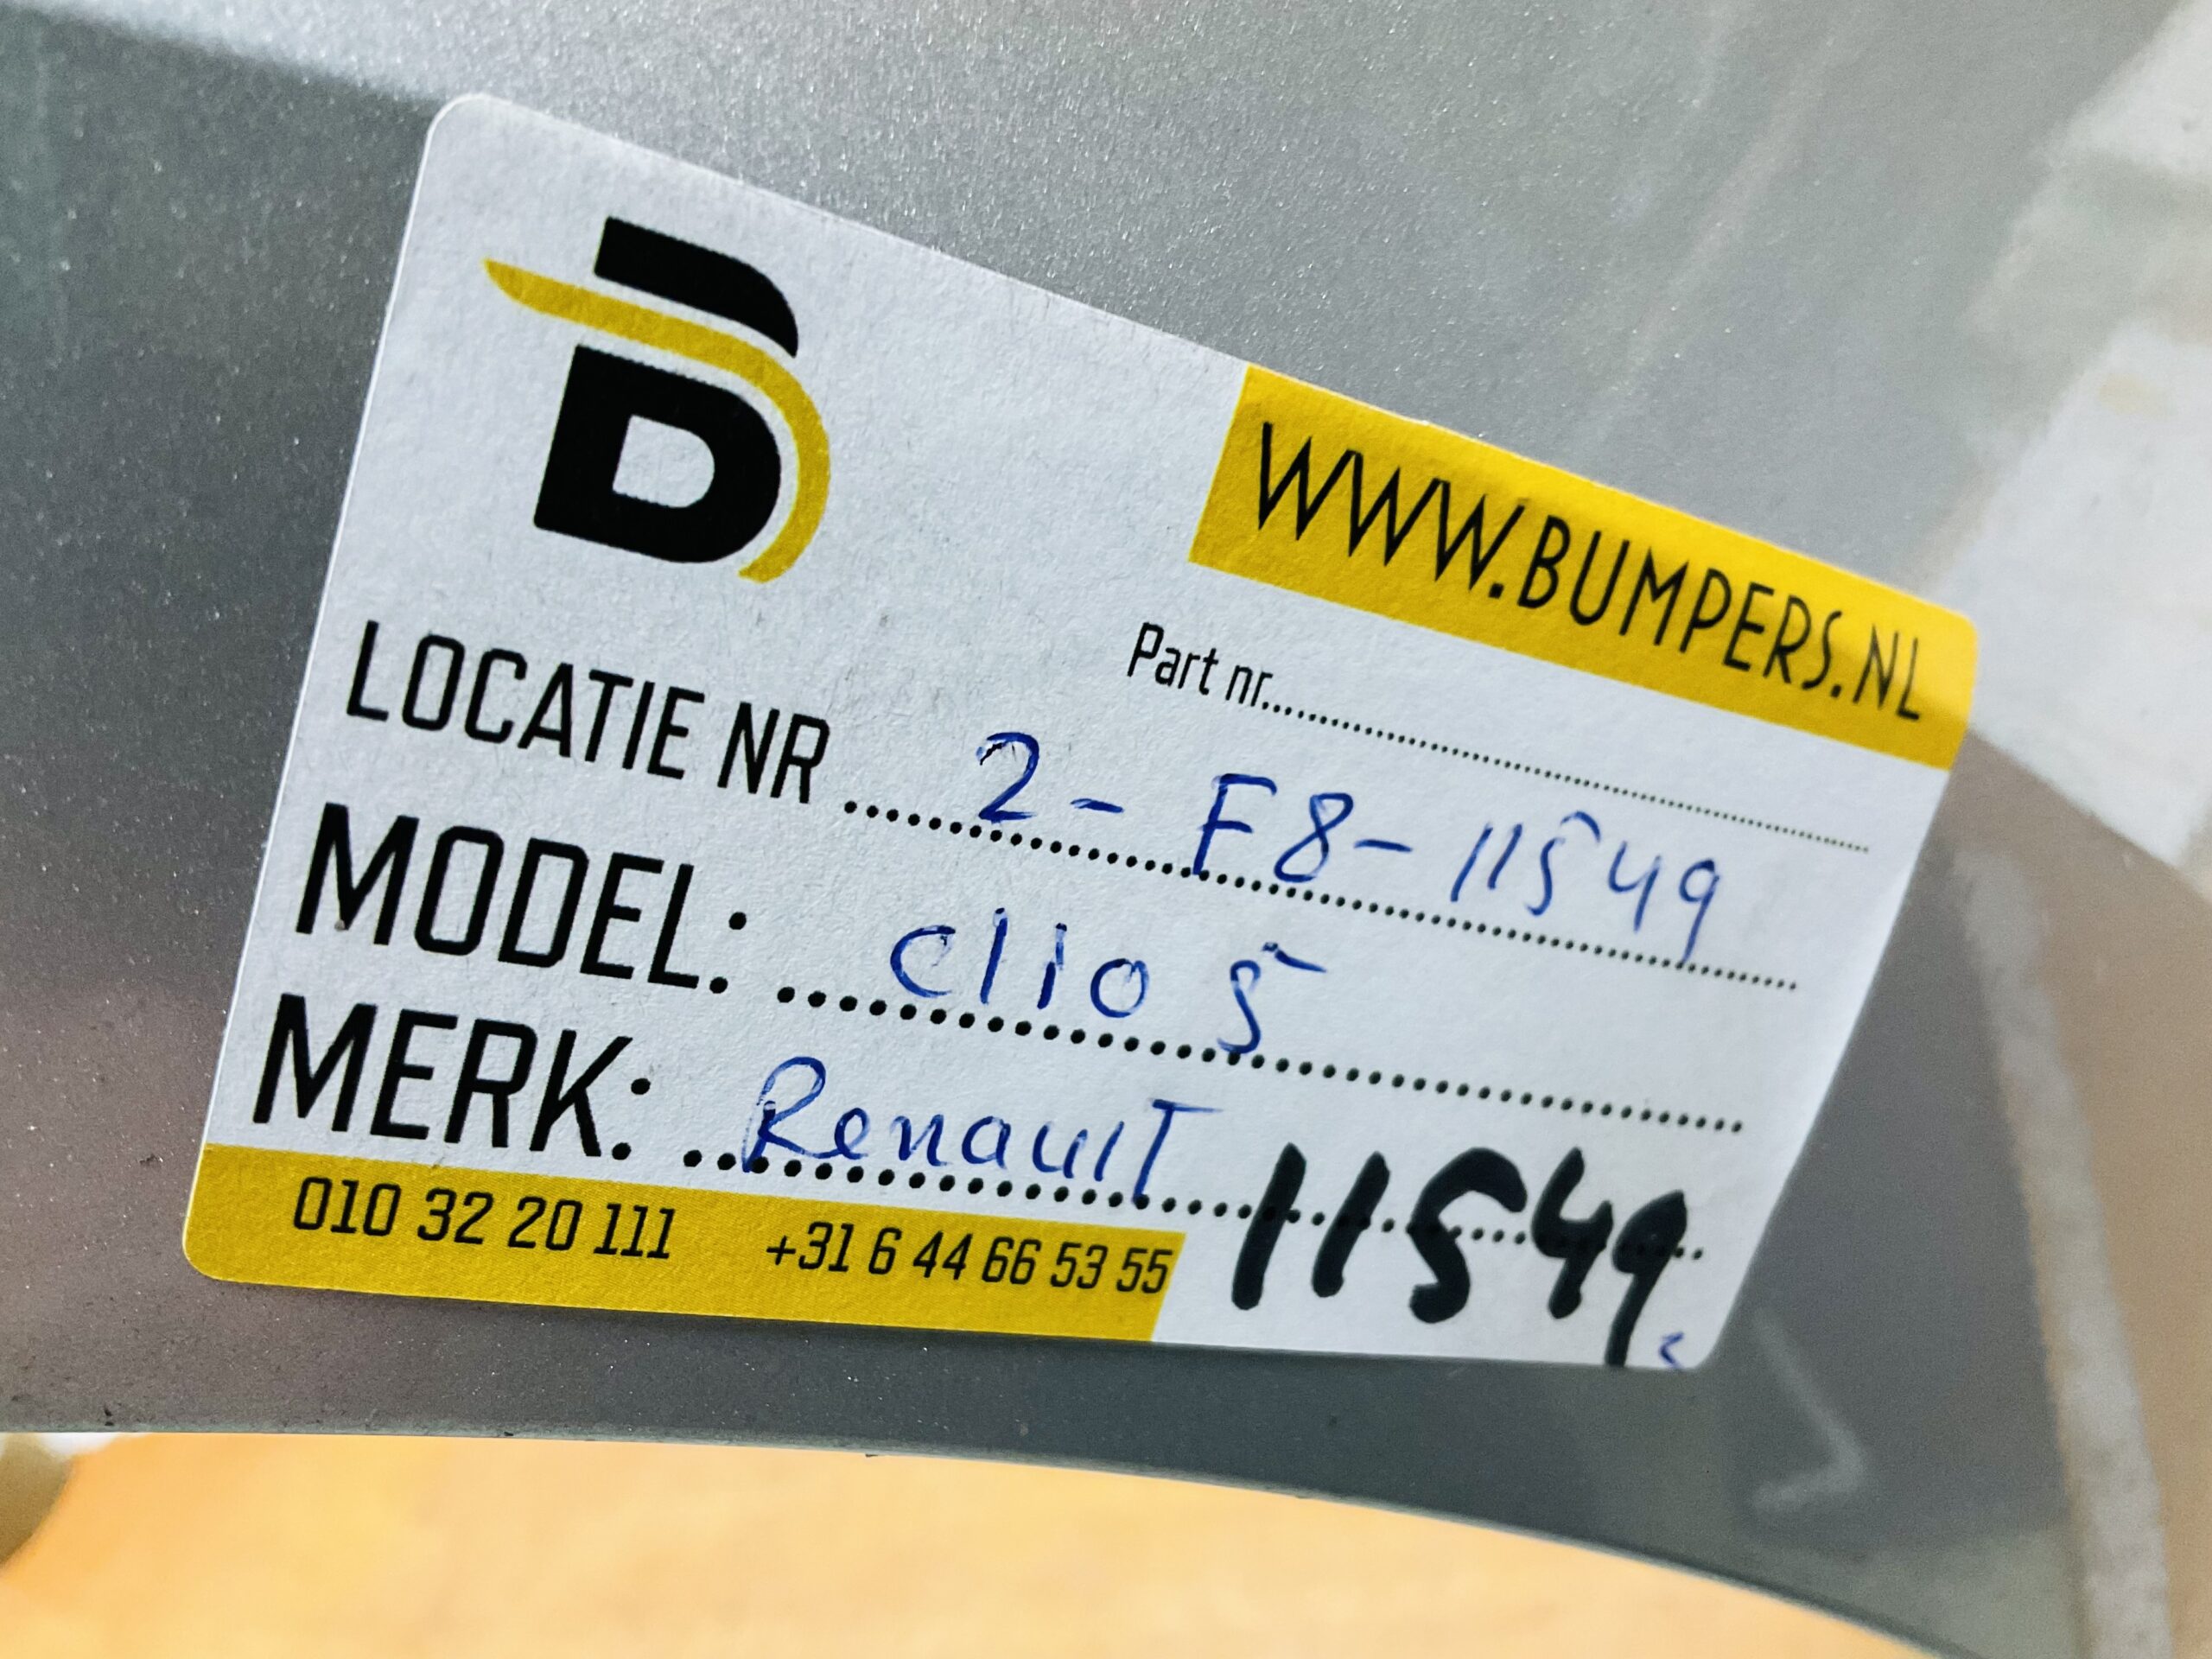 B
WWW.BUMPERS.NL
Part nr.....................................................
LOCATIE NR ..... 2 - F8 - 11549
MODEL: ..... clio 5
MERK: ..... Renault
11549
010 32 20 111 +31 6 44 66 53 55